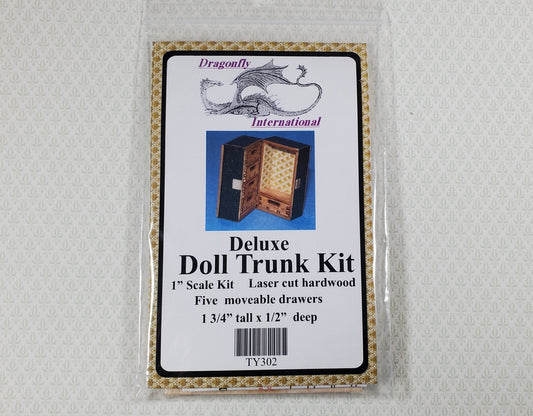 Dragonfly
International
Deluxe
Doll Trunk Kit
1” Scale Kit Laser cut hardwood
Five moveable drawers
1 3/4” tall x 1/2” deep
TY302